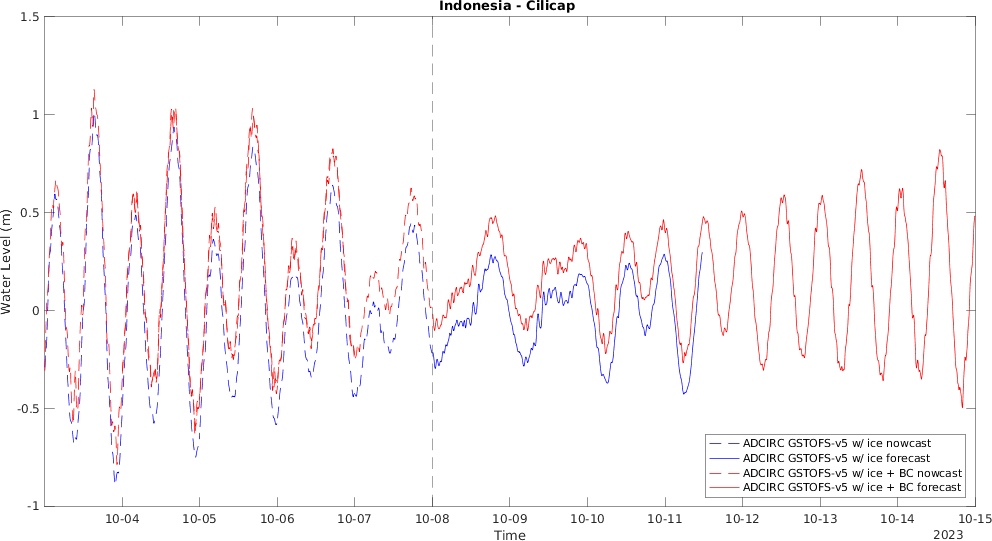 Indonesia - Cilicap
1.5
1
0.5
0
-0.5
-1
Water Level (m)
10-04 10-05 10-06 10-07 10-08 10-09 10-10 10-11 10-12 10-13 10-14 10-15
Time
2023
ADCIRC GSTOFS-v5 w/ ice nowcast
ADCIRC GSTOFS-v5 w/ ice forecast
ADCIRC GSTOFS-v5 w/ ice + BC nowcast
ADCIRC GSTOFS-v5 w/ ice + BC forecast